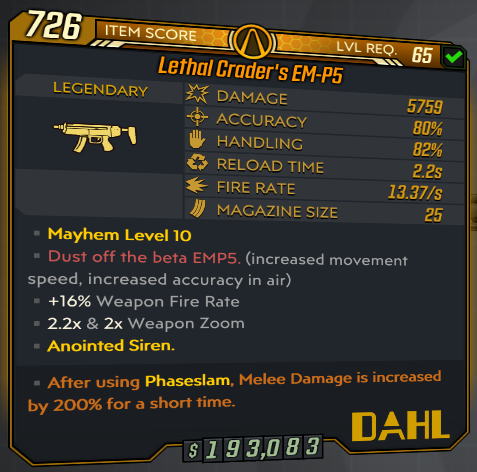 726 ITEM SCORE LVL REQ. 65
Lethal Crader's EM-P5
LEGENDARY
DAMAGE 5759
ACCURACY 80%
HANDLING 82%
RELOAD TIME 2.2s
FIRE RATE 13.37/s
MAGAZINE SIZE 25
Mayhem Level 10
Dust off the beta EMP5. (increased movement
speed, increased accuracy in air)
+16% Weapon Fire Rate
2.2x & 2x Weapon Zoom
Anointed Siren.
After using Phaseslam, Melee Damage is increased
by 200% for a short time.
DAHL
$ 193,083